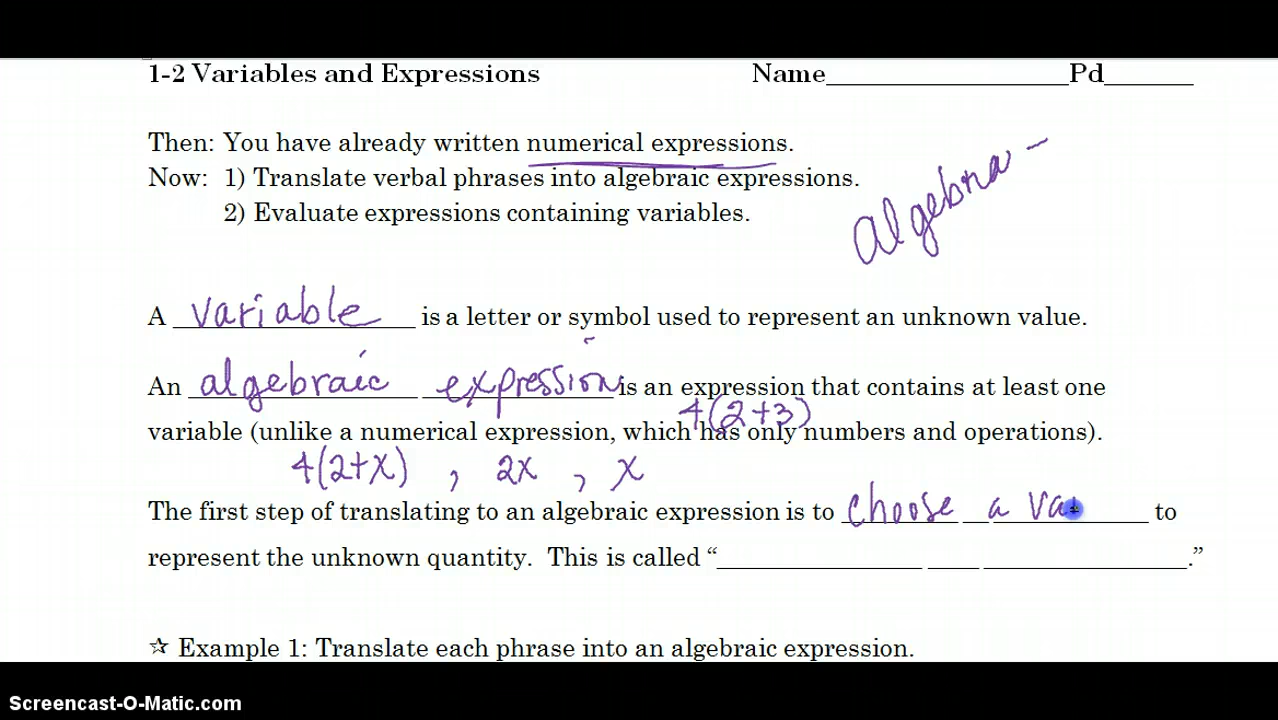 1-2 Variables and Expressions Name____________________Pd_______
Then: You have already written numerical expressions.
Now: 1) Translate verbal phrases into algebraic expressions.
2) Evaluate expressions containing variables.
algebra -
A variable is a letter or symbol used to represent an unknown value.
An algebraic expression is an expression that contains at least one
4(2+3)
variable (unlike a numerical expression, which has only numbers and operations).
4(2+x) , 2x , x
The first step of translating to an algebraic expression is to choose a va to
represent the unknown quantity. This is called “_________________ ____ _________________.”
☆ Example 1: Translate each phrase into an algebraic expression.
Screencast-O-Matic.com